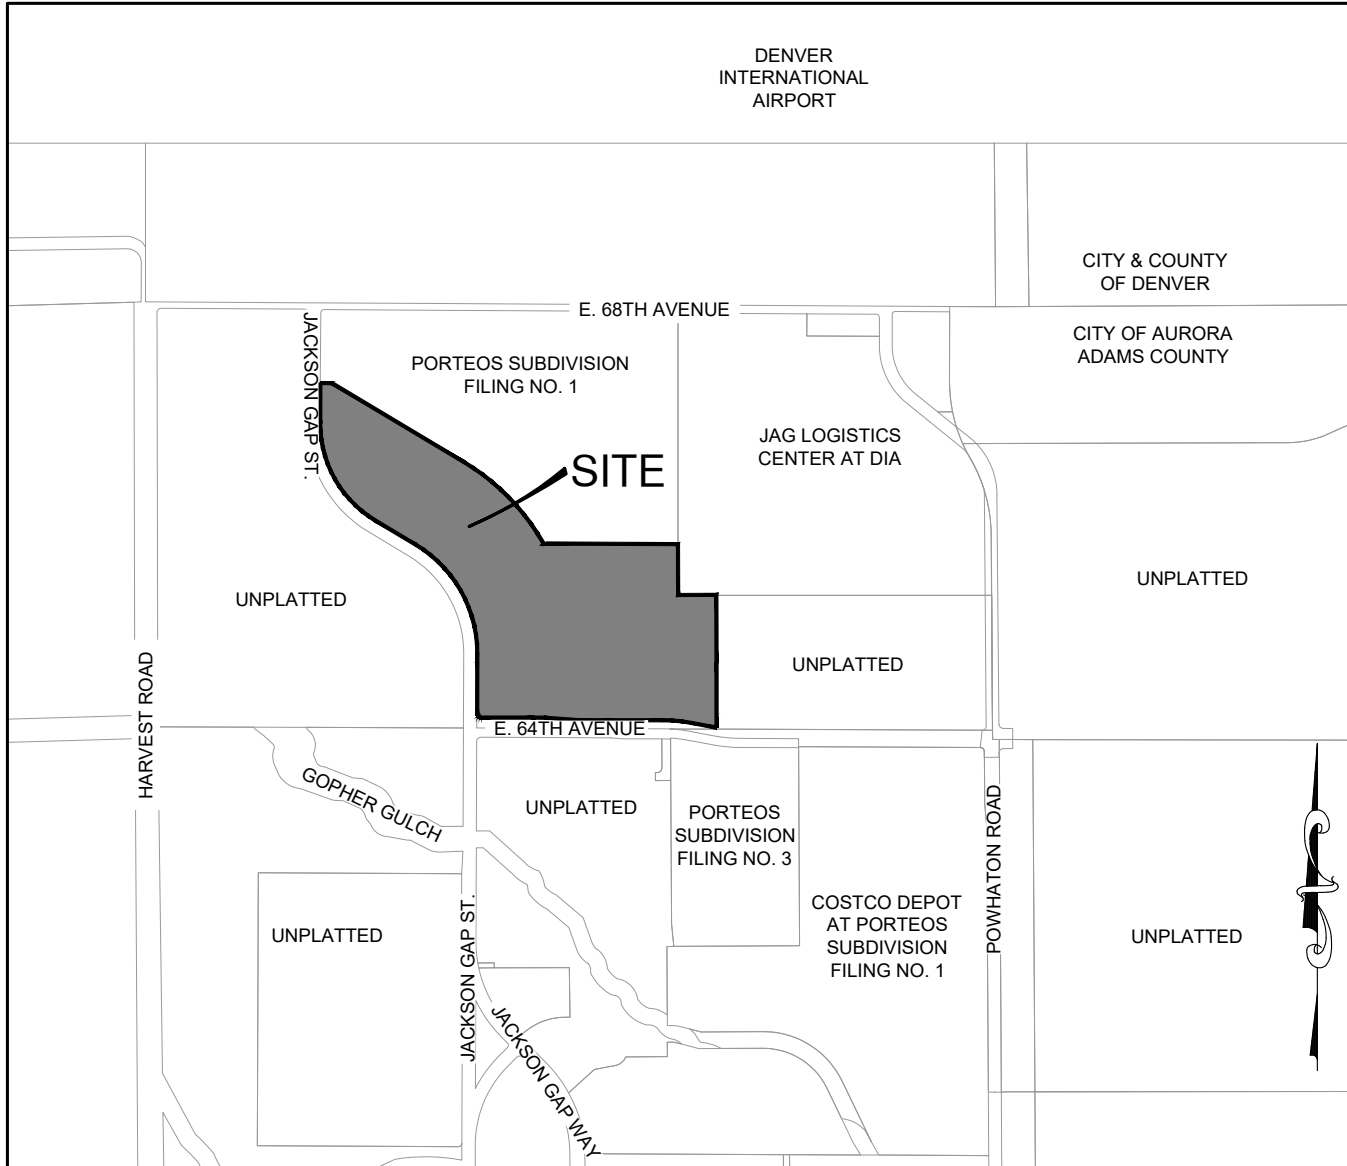 DENVER
INTERNATIONAL
AIRPORT
CITY & COUNTY
OF DENVER
E. 68TH AVENUE
CITY OF AURORA
ADAMS COUNTY
JACKSON GAP ST.
PORTEOS SUBDIVISION
FILING NO. 1
JAG LOGISTICS
CENTER AT DIA
SITE
UNPLATTED
UNPLATTED
UNPLATTED
HARVEST ROAD
E. 64TH AVENUE
GOPHER GULCH
UNPLATTED
PORTEOS
SUBDIVISION
FILING NO. 3
POWHATON ROAD
COSTCO DEPOT
AT PORTEOS
SUBDIVISION
FILING NO. 1
UNPLATTED
UNPLATTED
JACKSON GAP ST.
JACKSON GAP WAY